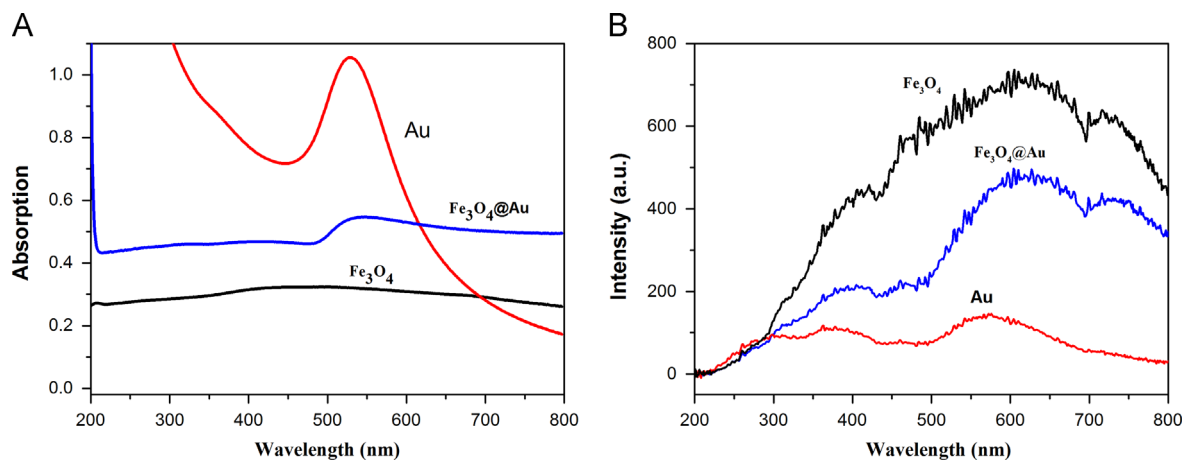 A
1.0
0.8
0.6
0.4
0.2
0.0
Absorption
Au
Fe₃O₄@Au
Fe₃O₄
200 300 400 500 600 700 800
Wavelength (nm)
B
800
600
400
200
0
Intensity (a.u.)
Fe₃O₄
Fe₃O₄@Au
Au
200 300 400 500 600 700 800
Wavelength (nm)